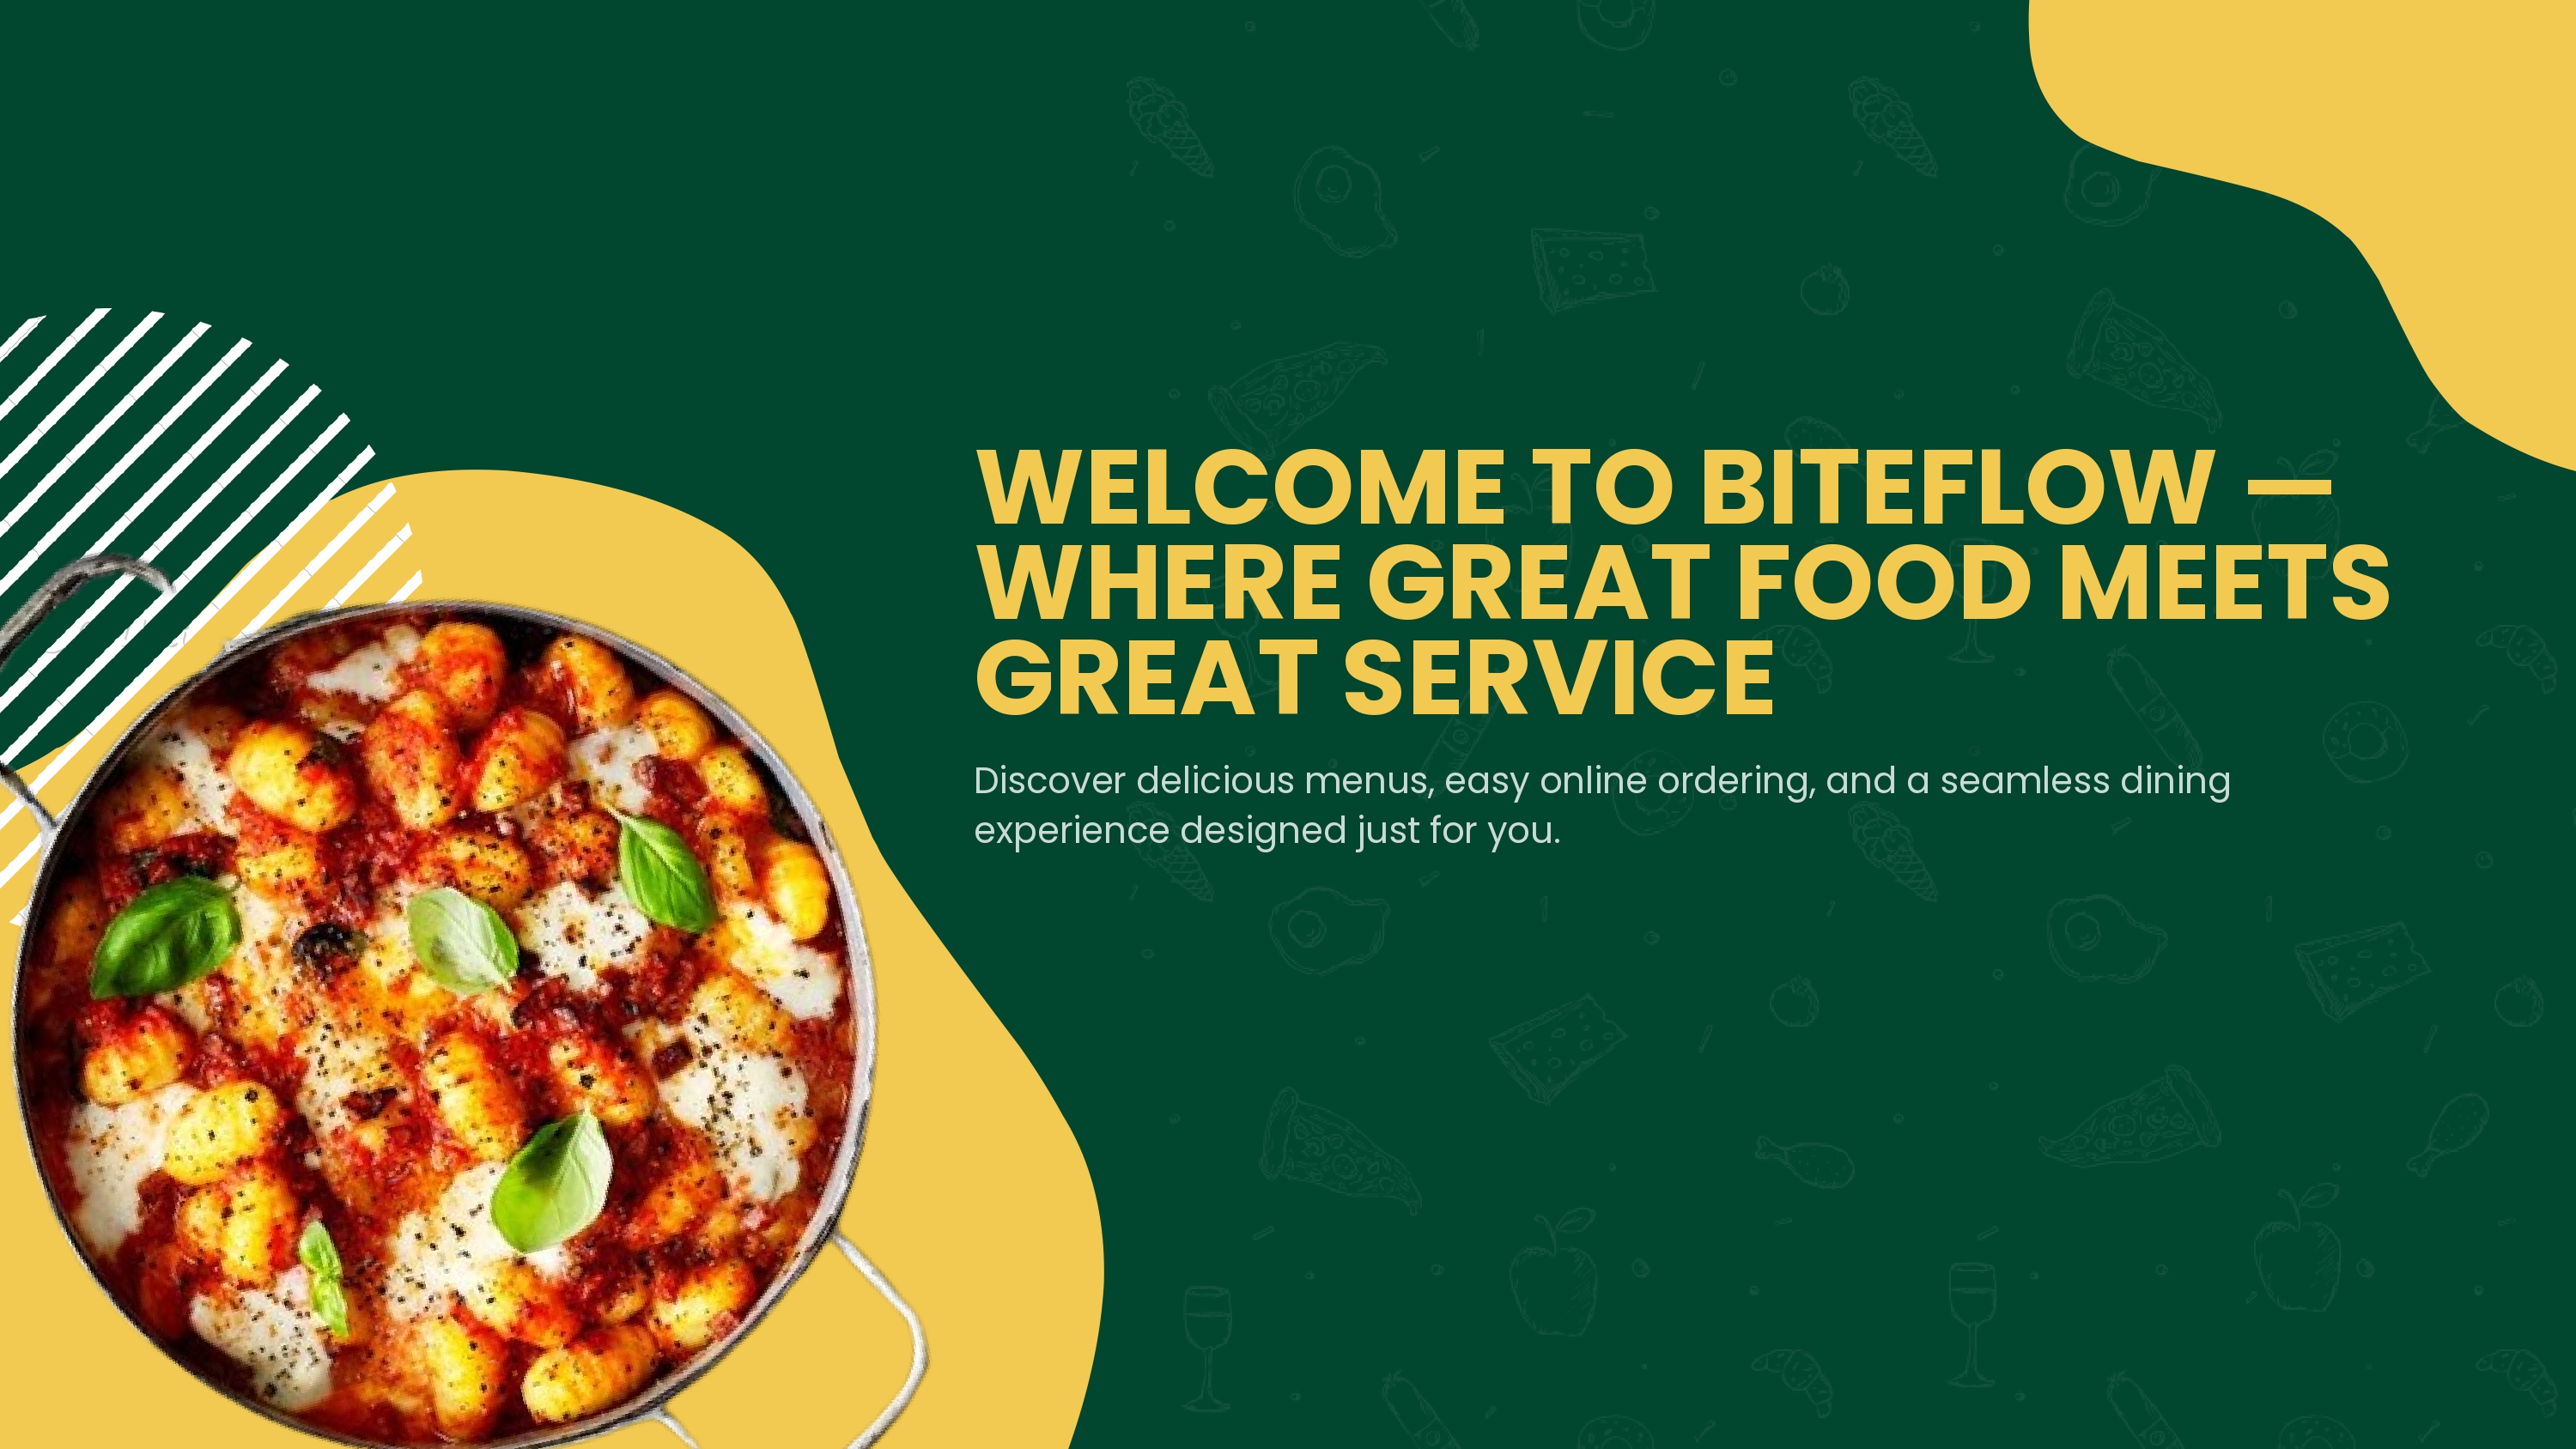 WELCOME TO BITEFLOW —
WHERE GREAT FOOD MEETS
GREAT SERVICE
Discover delicious menus, easy online ordering, and a seamless dining
experience designed just for you.